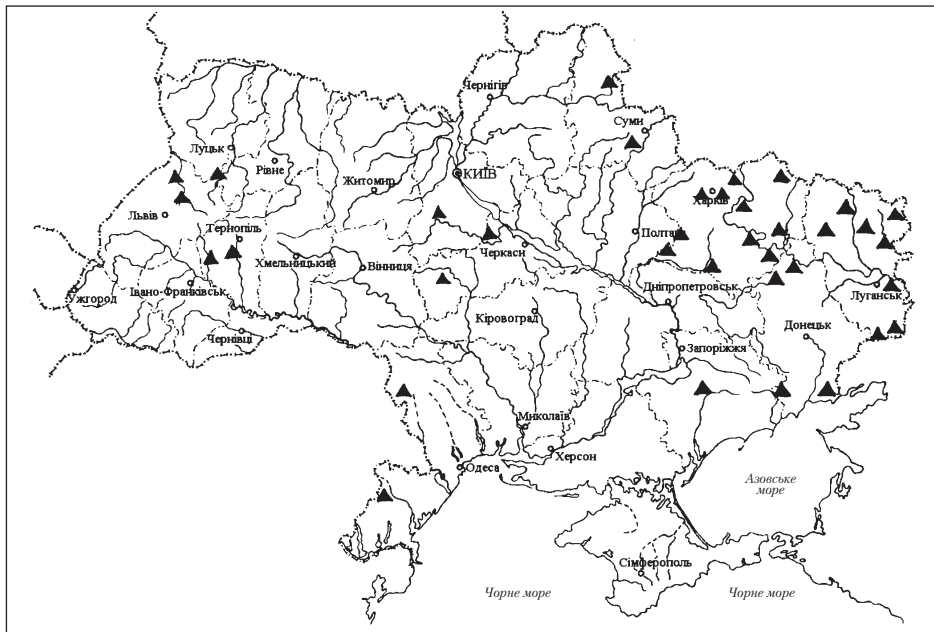 Чернігів
Суми
Луцьк
Рівне
Житомир
КИЇВ
Харків
Львів
Тернопіль
Полтава
Хмельницький
Вінниця
Черкаси
Ужгород
Івано-Франківськ
Дніпропетровськ
Луганськ
Чернівці
Кіровоград
Донецьк
Запоріжжя
Миколаїв
Херсон
Одеса
Азовське
море
Сімферополь
Чорне море
Чорне море